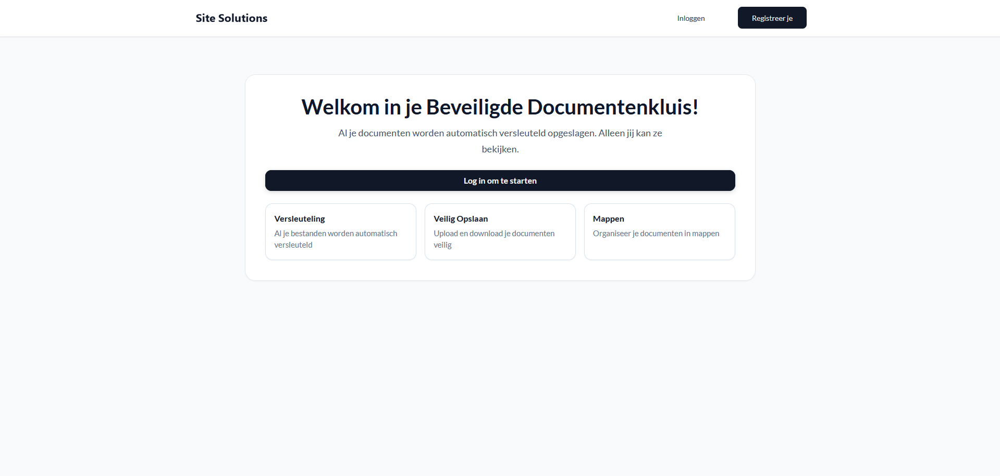 Site Solutions
Inloggen
Registreer je
Welkom in je Beveiligde Documentenkluis!
Al je documenten worden automatisch versleuteld opgeslagen. Alleen jij kan ze
bekijken.
Log in om te starten
Versleuteling
Al je bestanden worden automatisch
versleuteld
Veilig Opslaan
Upload en download je documenten
veilig
Mappen
Organiseer je documenten in mappen